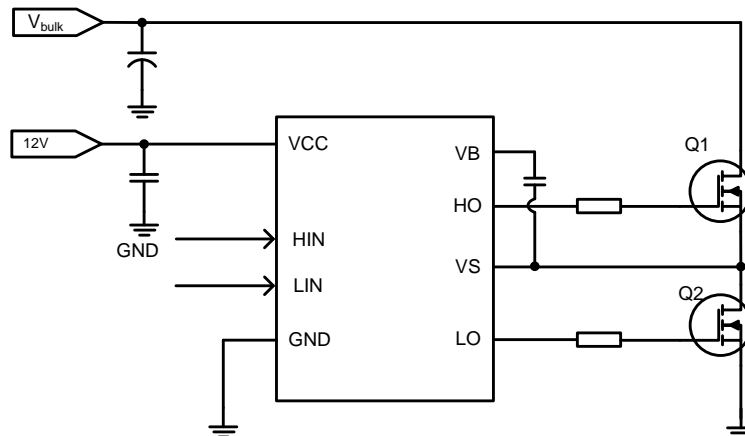 Vbulk
12V
VCC
VB
Q1
HO
HIN
GND
VS
LIN
Q2
GND
LO